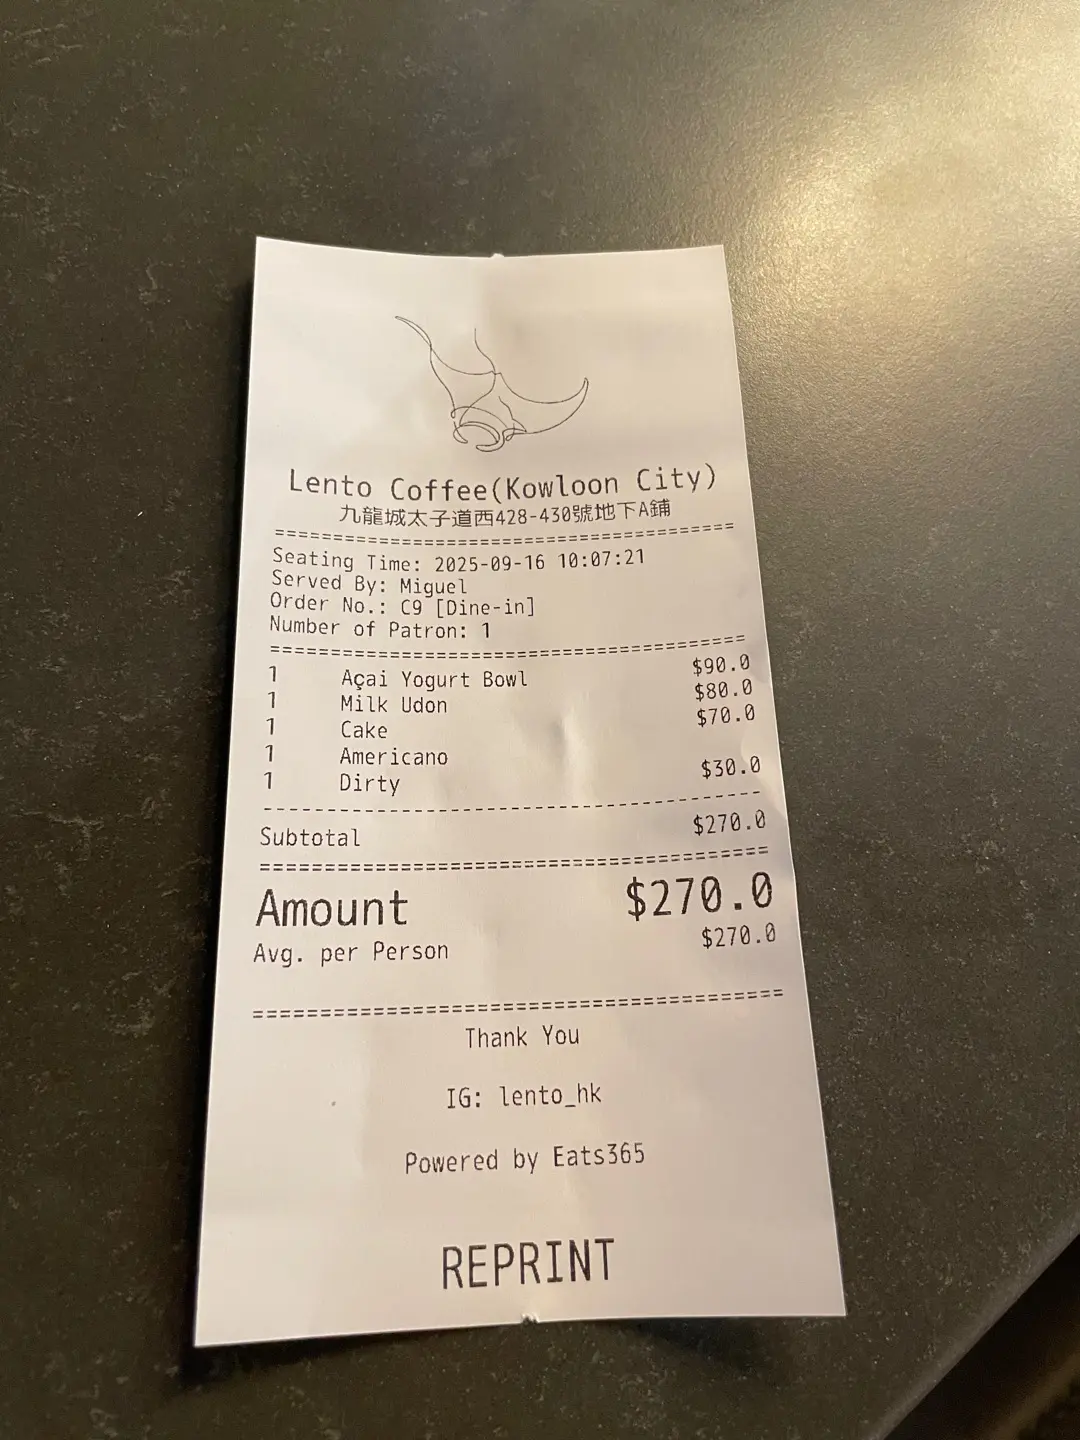 Lento Coffee(Kowloon City)
九龍城太子道西428-430號地下A鋪
========================================
Seating Time: 2025-09-16 10:07:21
Served By: Miguel
Order No.: C9 [Dine-in]
Number of Patron: 1
========================================
1 Açai Yogurt Bowl $90.0
1 Milk Udon $80.0
1 Cake $70.0
1 Americano
1 Dirty $30.0
----------------------------------------
Subtotal $270.0
========================================
Amount $270.0
Avg. per Person $270.0
========================================
Thank You
IG: lento_hk
Powered by Eats365
REPRINT